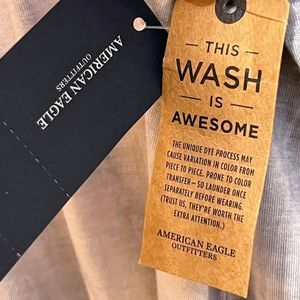 AMERICAN EAGLE
OUTFITTERS
THIS
WASH
IS
AWESOME
THE UNIQUE DYE PROCESS MAY
CAUSE VARIATION IN COLOR FROM
PIECE TO PIECE. PRONE TO COLOR
TRANSFER—SO LAUNDER ONCE
SEPARATELY BEFORE WEARING.
(TRUST US, THEY'RE WORTH THE
EXTRA ATTENTION.)
AMERICAN EAGLE
OUTFITTERS